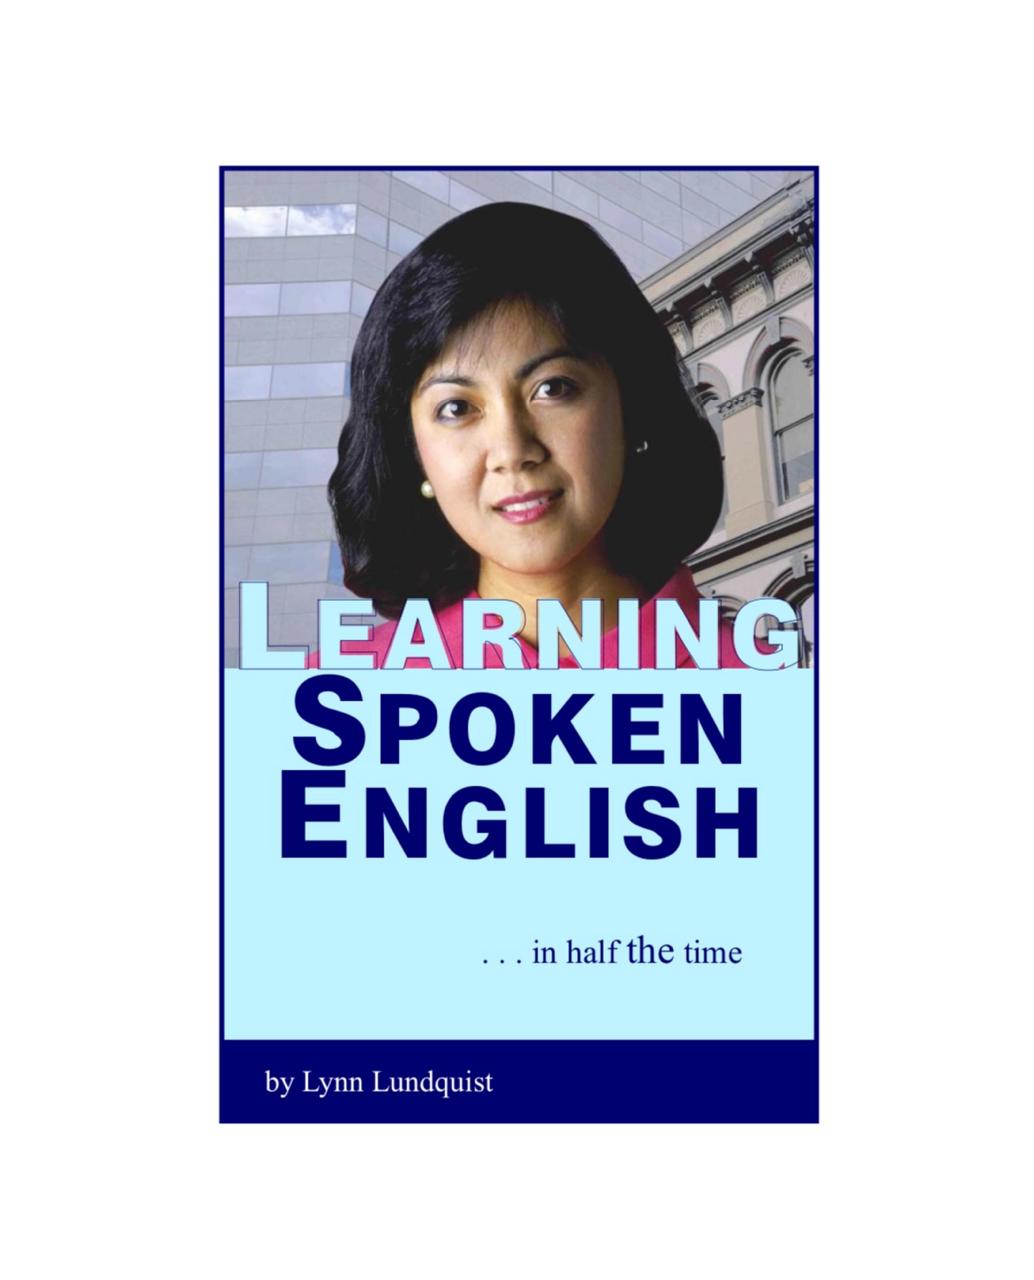 LEARNING
SPOKEN
ENGLISH
. . . in half the time
by Lynn Lundquist